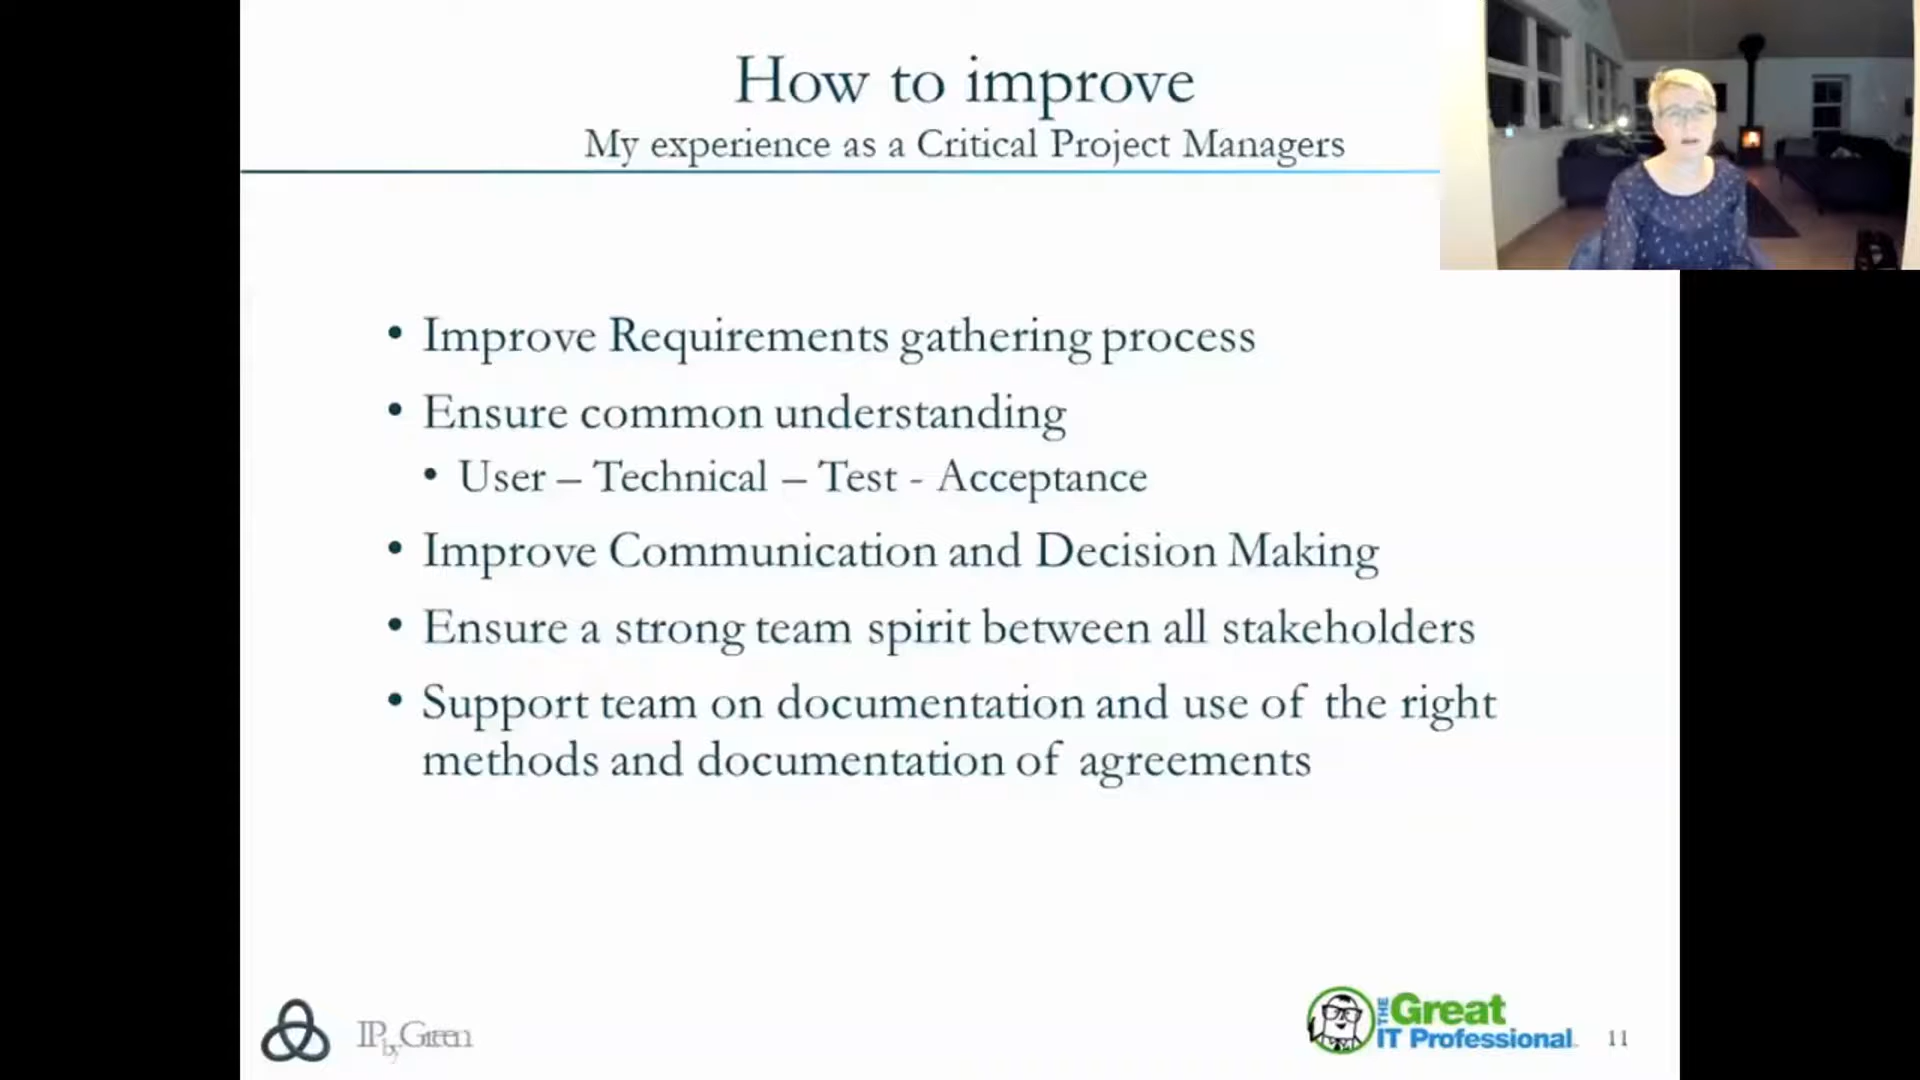 How to improve
My experience as a Critical Project Managers
• Improve Requirements gathering process
• Ensure common understanding
• User – Technical – Test - Acceptance
• Improve Communication and Decision Making
• Ensure a strong team spirit between all stakeholders
• Support team on documentation and use of the right
methods and documentation of agreements
IP by Green
THE Great
IT Professional
11